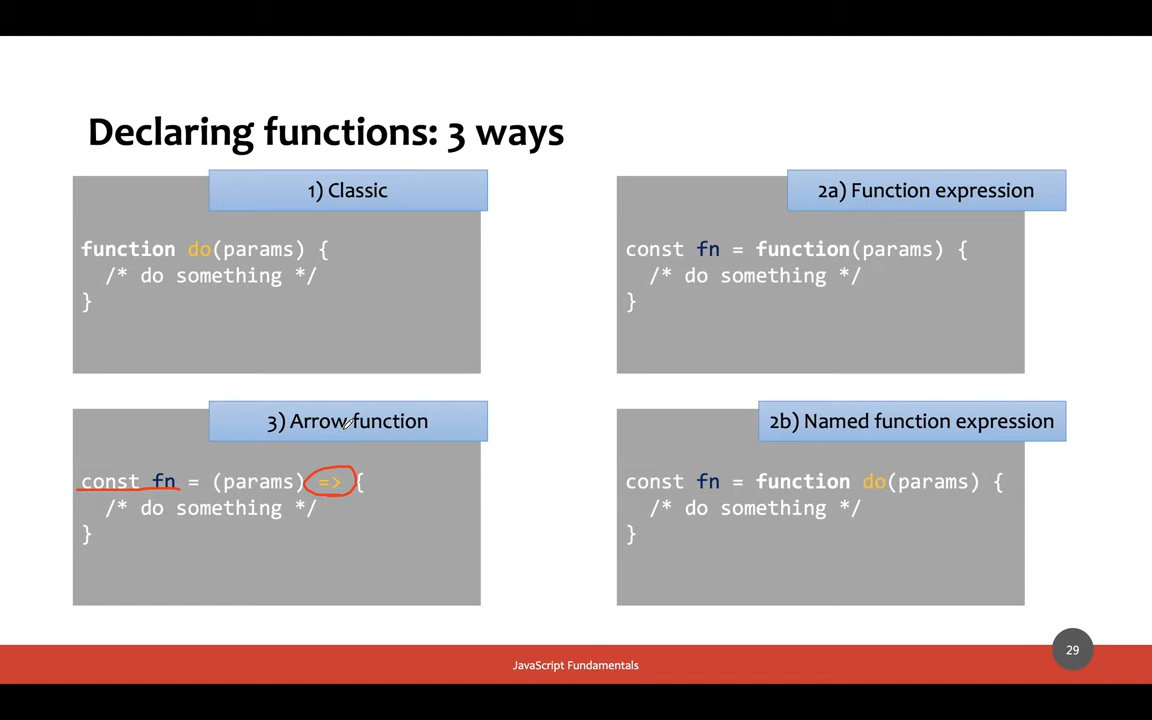 Declaring functions: 3 ways
1) Classic
function do(params) {
  /* do something */
}
2a) Function expression
const fn = function(params) {
  /* do something */
}
3) Arrow function
const fn = (params) => {
  /* do something */
}
2b) Named function expression
const fn = function do(params) {
  /* do something */
}
JavaScript Fundamentals
29